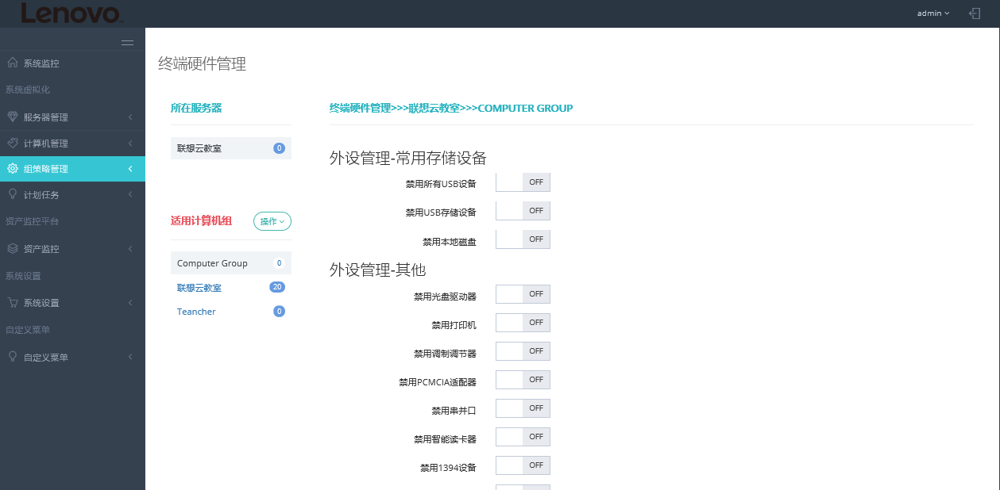 Lenovo
admin
系统监控
系统虚拟化
服务器管理
计算机管理
组策略管理
计划任务
资产监控平台
资产监控
系统设置
系统设置
自定义菜单
自定义菜单
终端硬件管理
所在服务器
联想云教室 0
适用计算机组 操作
Computer Group 0
联想云教室 20
Teancher 0
终端硬件管理>>>联想云教室>>>COMPUTER GROUP
外设管理-常用存储设备
禁用所有USB设备 OFF
禁用USB存储设备 OFF
禁用本地磁盘 OFF
外设管理-其他
禁用光盘驱动器 OFF
禁用打印机 OFF
禁用调制调节器 OFF
禁用PCMCIA适配器 OFF
禁用串并口 OFF
禁用智能读卡器 OFF
禁用1394设备 OFF